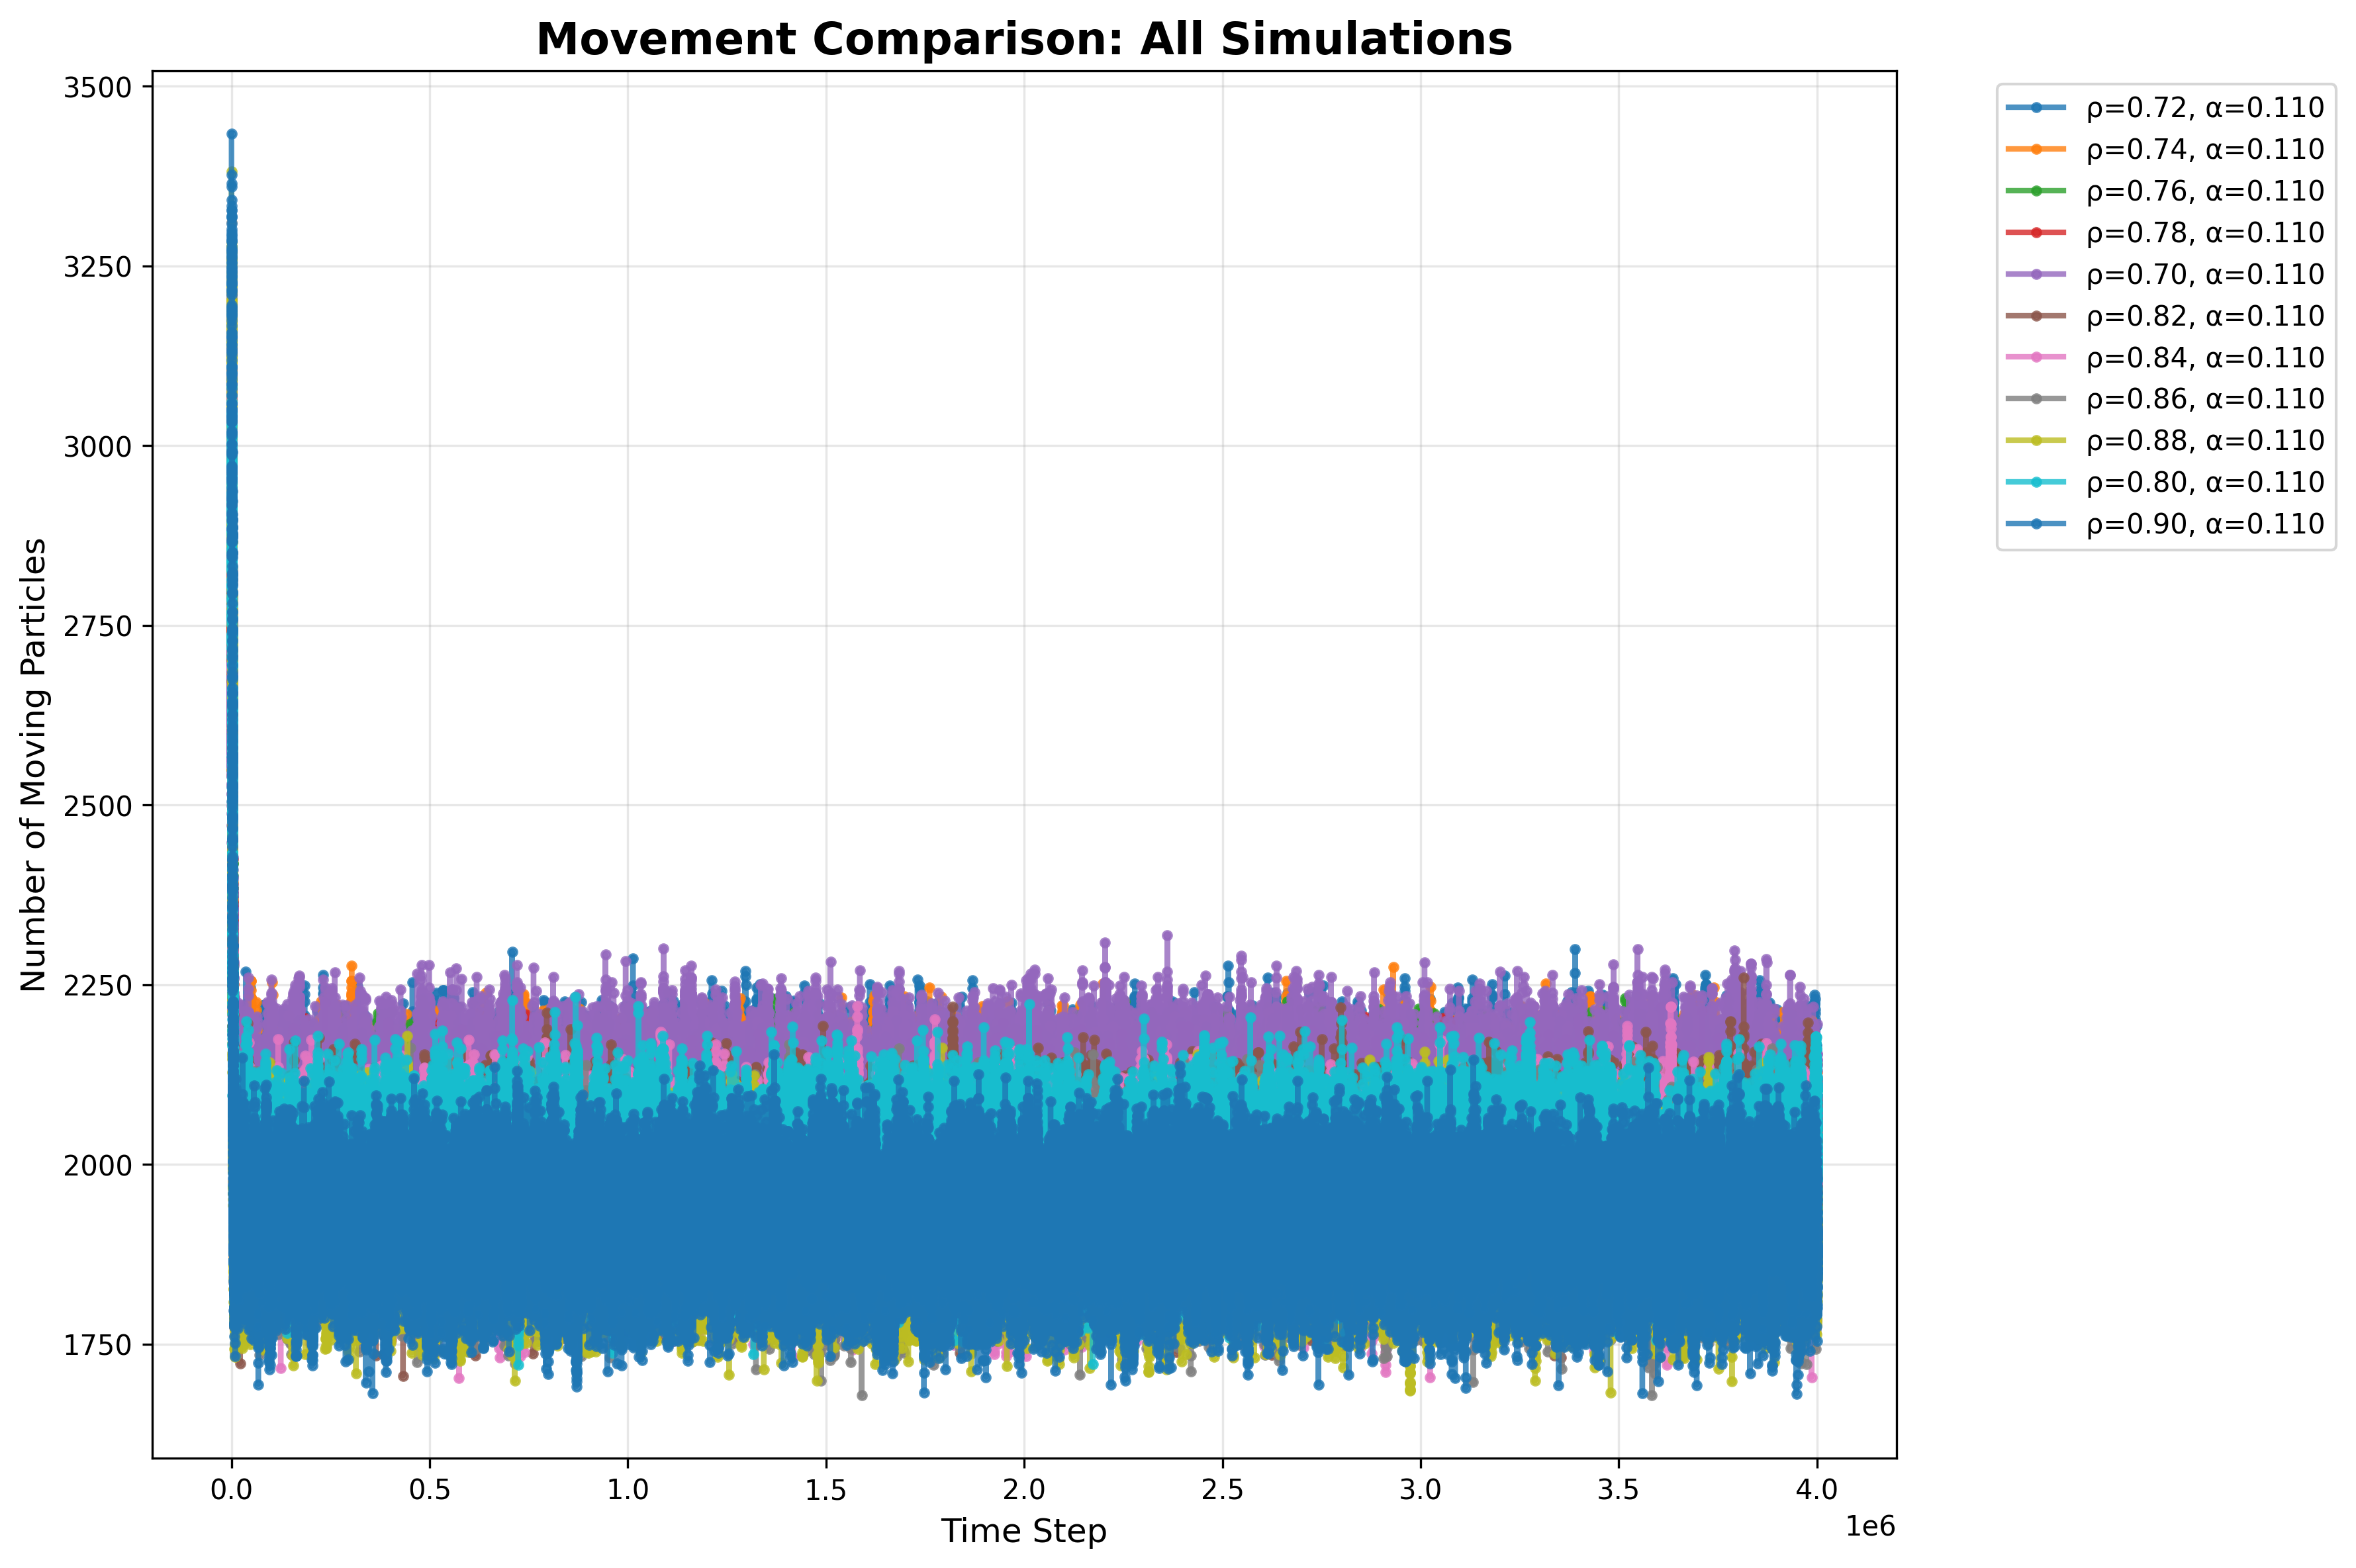 Movement Comparison: All Simulations
3500
3250
3000
2750
2500
2250
2000
1750
Number of Moving Particles
0.0 0.5 1.0 1.5 2.0 2.5 3.0 3.5 4.0
1e6
Time Step
ρ=0.72, α=0.110
ρ=0.74, α=0.110
ρ=0.76, α=0.110
ρ=0.78, α=0.110
ρ=0.70, α=0.110
ρ=0.82, α=0.110
ρ=0.84, α=0.110
ρ=0.86, α=0.110
ρ=0.88, α=0.110
ρ=0.80, α=0.110
ρ=0.90, α=0.110